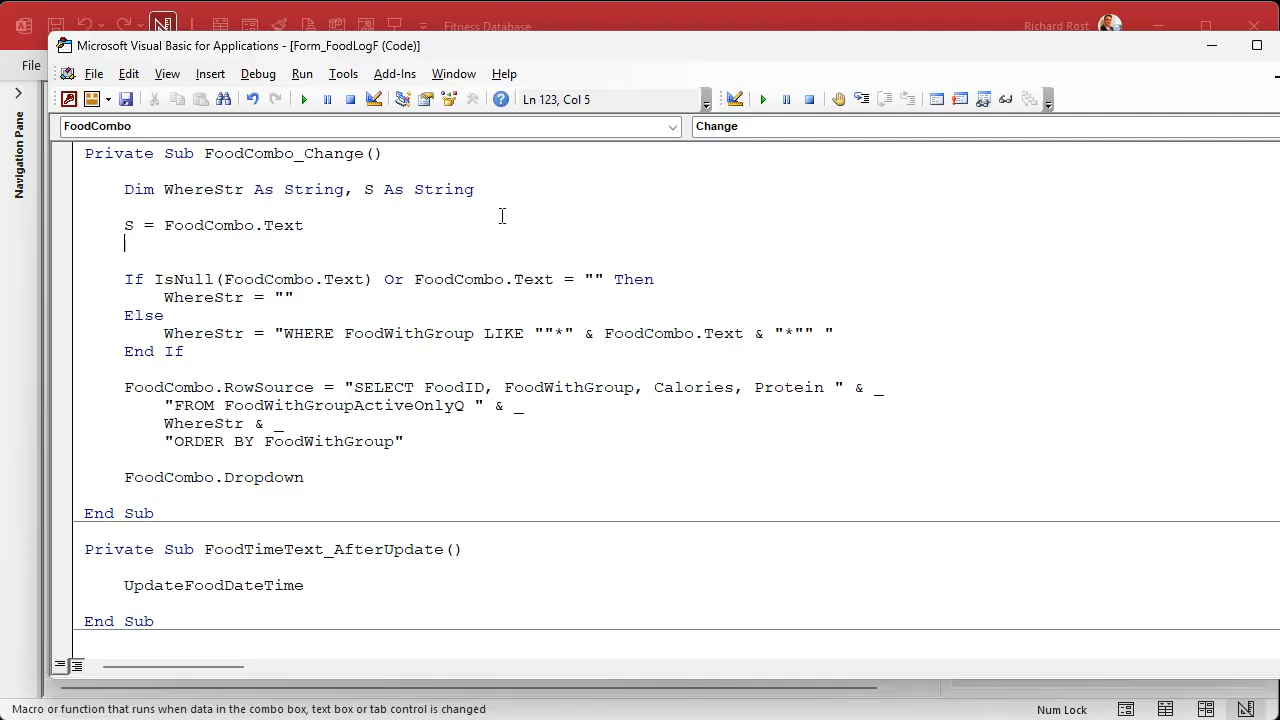 Fitness Database
Richard Rost
File
Navigation Pane
Microsoft Visual Basic for Applications - [Form_FoodLogF (Code)]
File Edit View Insert Debug Run Tools Add-Ins Window Help
Ln 123, Col 5
FoodCombo
Change
Private Sub FoodCombo_Change()
Dim WhereStr As String, S As String
S = FoodCombo.Text
If IsNull(FoodCombo.Text) Or FoodCombo.Text = "" Then
WhereStr = ""
Else
WhereStr = "WHERE FoodWithGroup LIKE ""*" & FoodCombo.Text & "*"" "
End If
FoodCombo.RowSource = "SELECT FoodID, FoodWithGroup, Calories, Protein " & _
"FROM FoodWithGroupActiveOnlyQ " & _
WhereStr & _
"ORDER BY FoodWithGroup"
FoodCombo.Dropdown
End Sub
Private Sub FoodTimeText_AfterUpdate()
UpdateFoodDateTime
End Sub
Macro or function that runs when data in the combo box, text box or tab control is changed
Num Lock